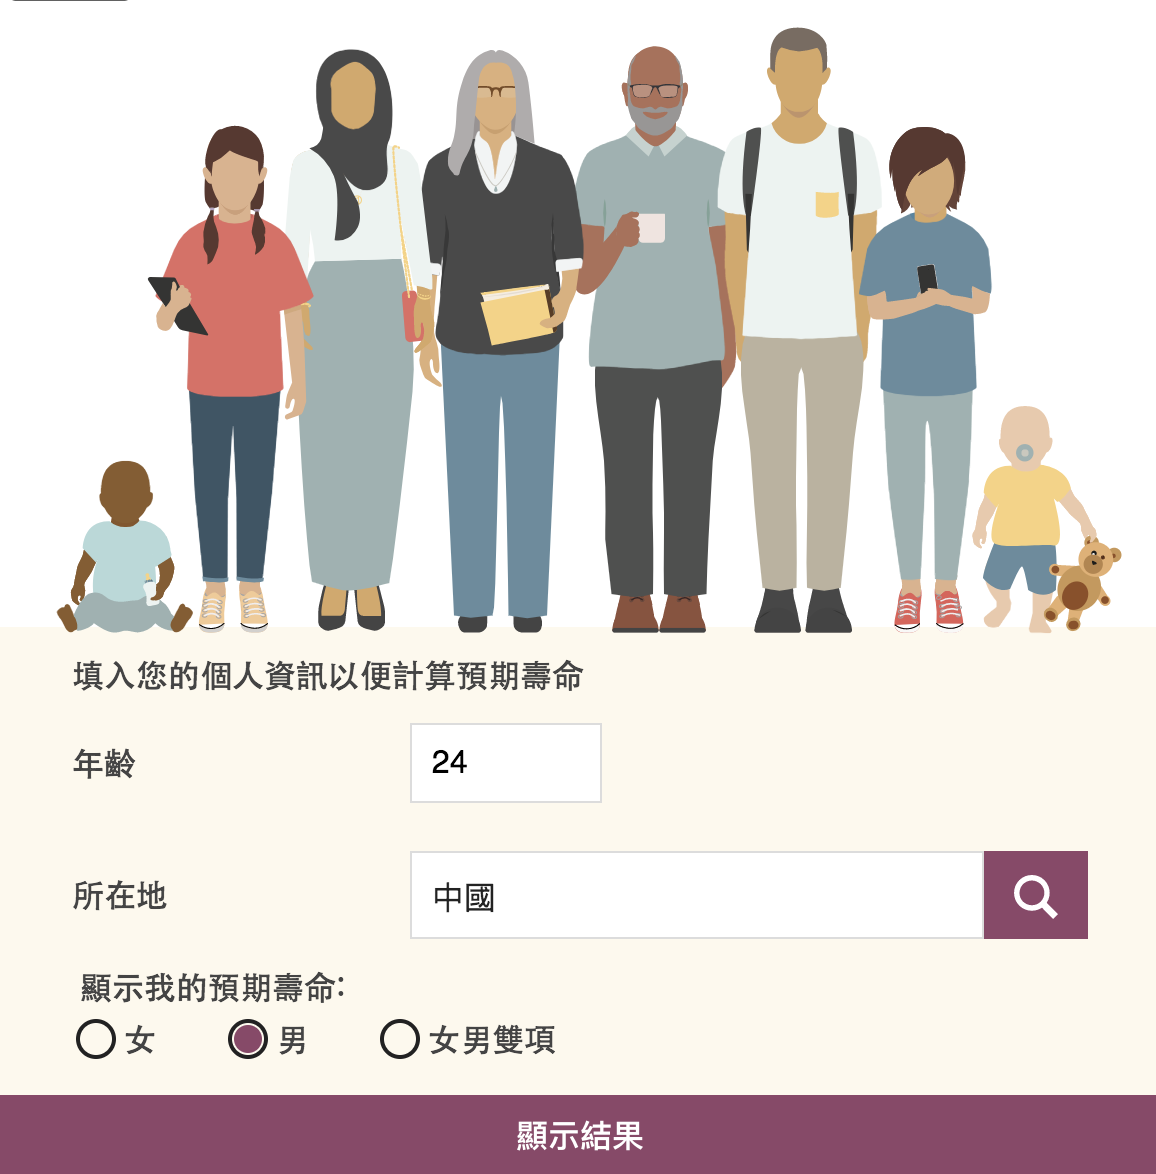 填入您的個人資訊以便計算預期壽命
年齡
24
所在地
中國
顯示我的預期壽命:
女
男
女男雙項
顯示結果